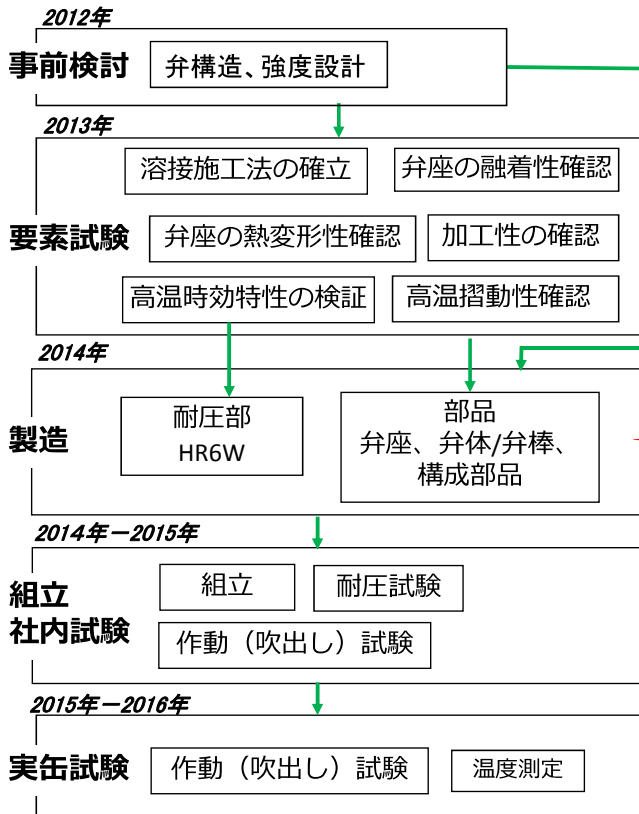 2012年
事前検討
弁構造、強度設計
2013年
要素試験
溶接施工法の確立
弁座の融着性確認
弁座の熱変形性確認
加工性の確認
高温時効特性の検証
高温摺動性確認
2014年
製造
耐圧部
HR6W
部品
弁座、弁体/弁棒、
構成部品
2014年－2015年
組立
社内試験
組立
耐圧試験
作動（吹出し）試験
2015年－2016年
実缶試験
作動（吹出し）試験
温度測定